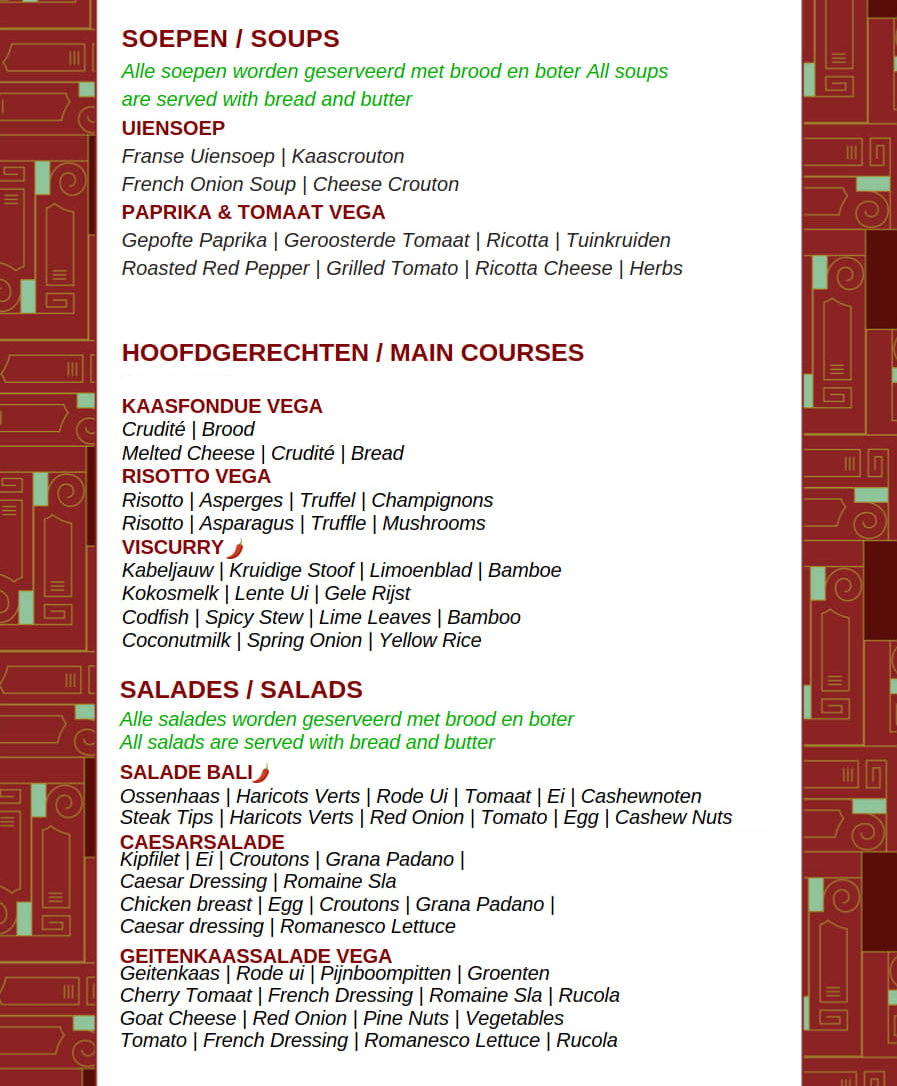 SOEPEN / SOUPS
Alle soepen worden geserveerd met brood en boter All soups
are served with bread and butter
UIENSOEP
Franse Uiensoep | Kaascrouton
French Onion Soup | Cheese Crouton
PAPRIKA & TOMAAT VEGA
Gepofte Paprika | Geroosterde Tomaat | Ricotta | Tuinkruiden
Roasted Red Pepper | Grilled Tomato | Ricotta Cheese | Herbs
HOOFDGERECHTEN / MAIN COURSES
KAASFONDUE VEGA
Crudité | Brood
Melted Cheese | Crudité | Bread
RISOTTO VEGA
Risotto | Asperges | Truffel | Champignons
Risotto | Asparagus | Truffle | Mushrooms
VISCURRY
Kabeljauw | Kruidige Stoof | Limoenblad | Bamboe
Kokosmelk | Lente Ui | Gele Rijst
Codfish | Spicy Stew | Lime Leaves | Bamboo
Coconutmilk | Spring Onion | Yellow Rice
SALADES / SALADS
Alle salades worden geserveerd met brood en boter
All salads are served with bread and butter
SALADE BALI
Ossenhaas | Haricots Verts | Rode Ui | Tomaat | Ei | Cashewnoten
Steak Tips | Haricots Verts | Red Onion | Tomato | Egg | Cashew Nuts
CAESARSALADE
Kipfilet | Ei | Croutons | Grana Padano |
Caesar Dressing | Romaine Sla
Chicken breast | Egg | Croutons | Grana Padano |
Caesar dressing | Romanesco Lettuce
GEITENKAASSALADE VEGA
Geitenkaas | Rode ui | Pijnboompitten | Groenten
Cherry Tomaat | French Dressing | Romaine Sla | Rucola
Goat Cheese | Red Onion | Pine Nuts | Vegetables
Tomato | French Dressing | Romanesco Lettuce | Rucola